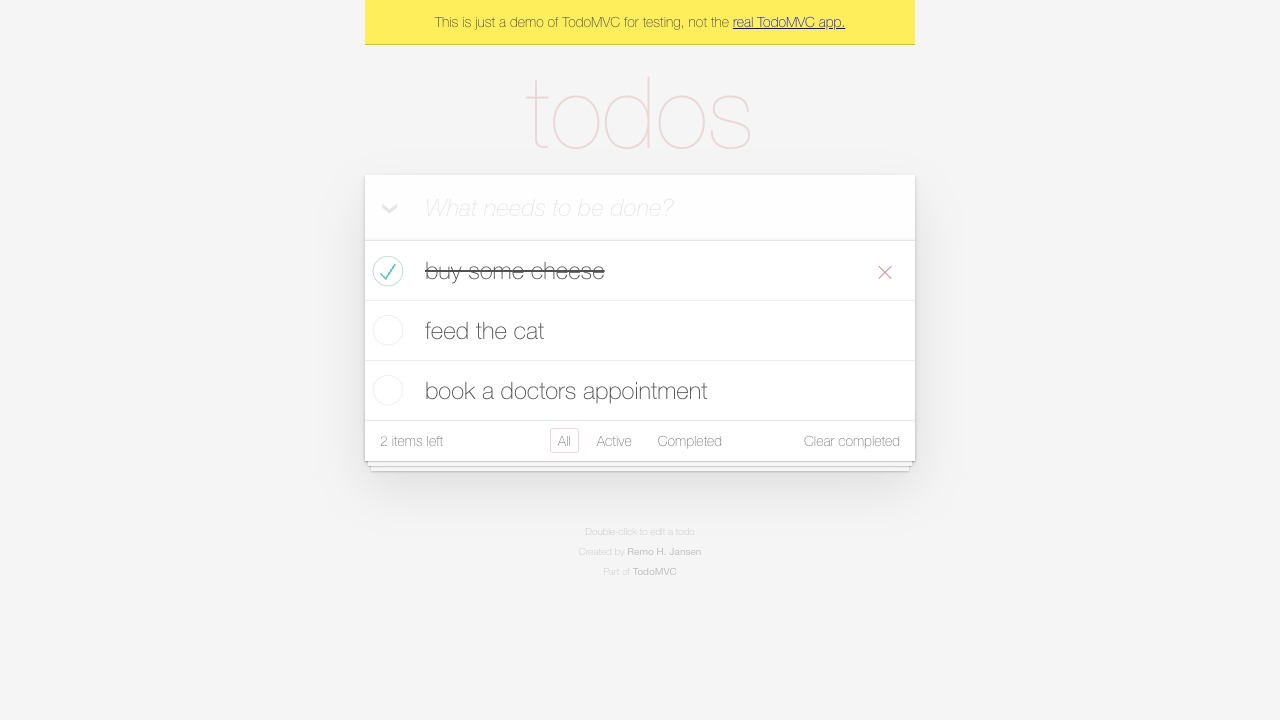 This is just a demo of TodoMVC for testing, not the real TodoMVC app.
todos
What needs to be done?
buy some cheese
feed the cat
book a doctors appointment
2 items left All Active Completed Clear completed
Double-click to edit a todo
Created by Remo H. Jansen
Part of TodoMVC